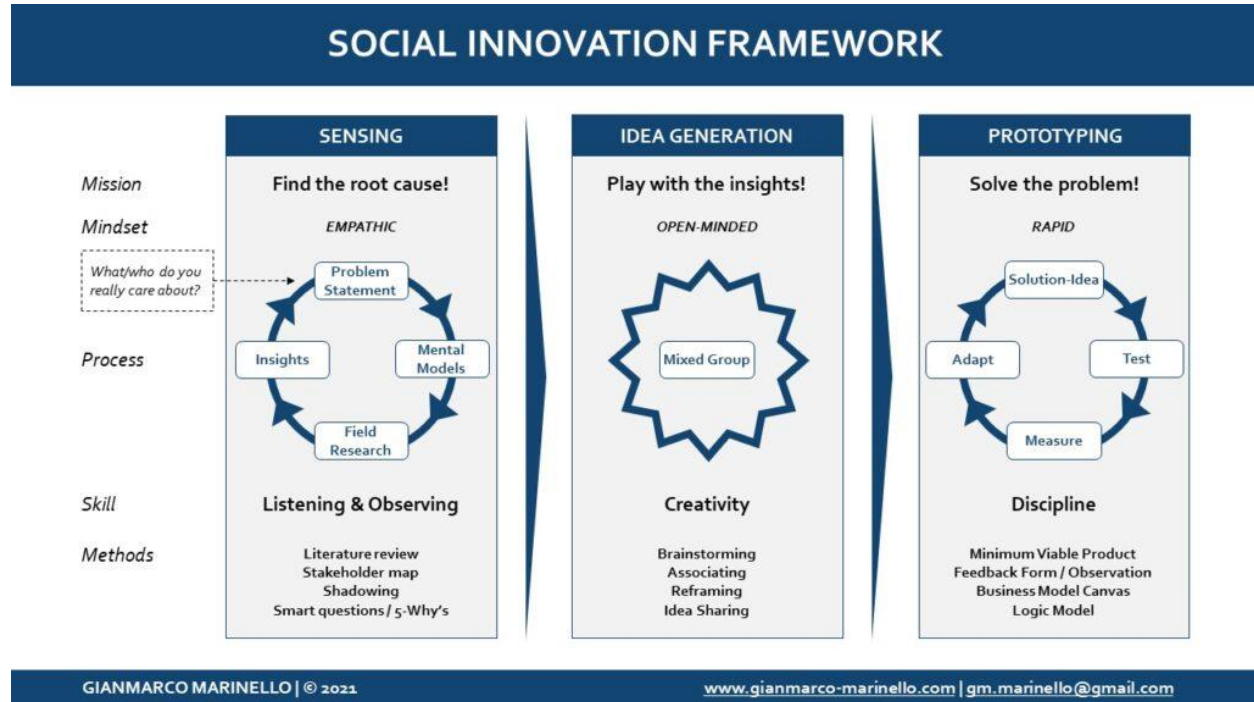 SOCIAL INNOVATION FRAMEWORK
SENSING
IDEA GENERATION
PROTOTYPING
Mission
Find the root cause!
Play with the insights!
Solve the problem!
Mindset
EMPATHIC
OPEN-MINDED
RAPID
What/who do you
really care about?
Process
Problem
Statement
Mental
Models
Field
Research
Insights
Mixed Group
Solution-Idea
Test
Measure
Adapt
Skill
Listening & Observing
Creativity
Discipline
Methods
Literature review
Stakeholder map
Shadowing
Smart questions / 5-Why's
Brainstorming
Associating
Reframing
Idea Sharing
Minimum Viable Product
Feedback Form / Observation
Business Model Canvas
Logic Model
GIANMARCO MARINELLO | © 2021
www.gianmarco-marinello.com | gm.marinello@gmail.com